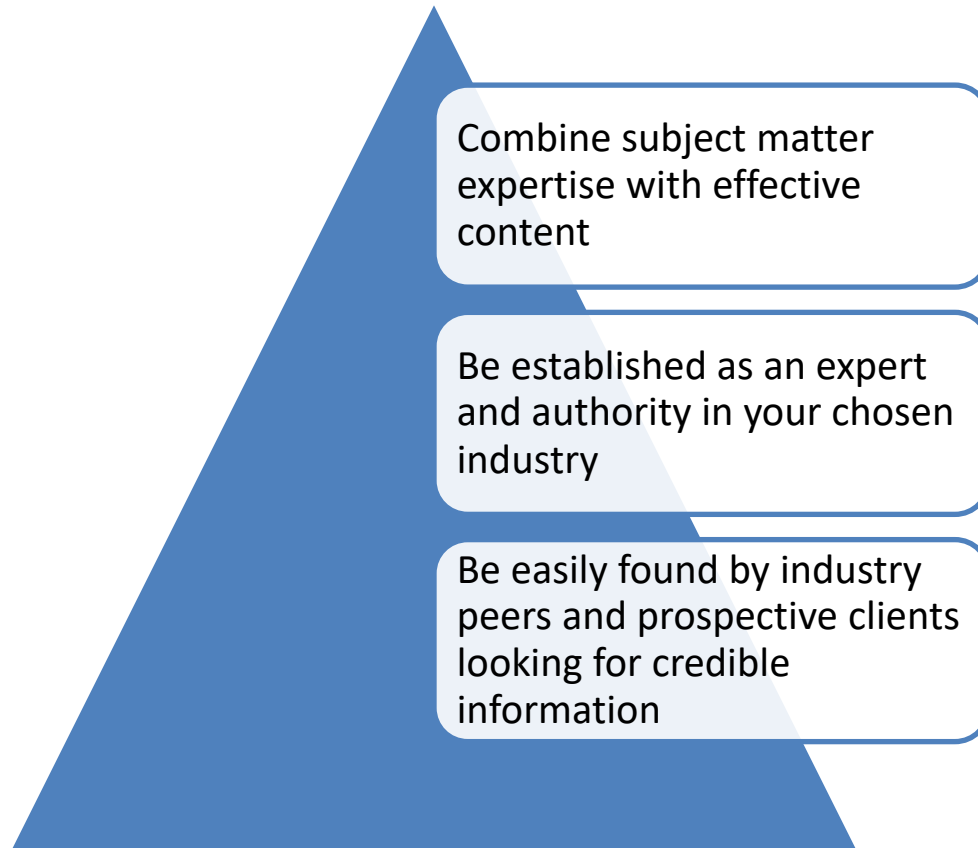 Combine subject matter
expertise with effective
content
Be established as an expert
and authority in your chosen
industry
Be easily found by industry
peers and prospective clients
looking for credible
information